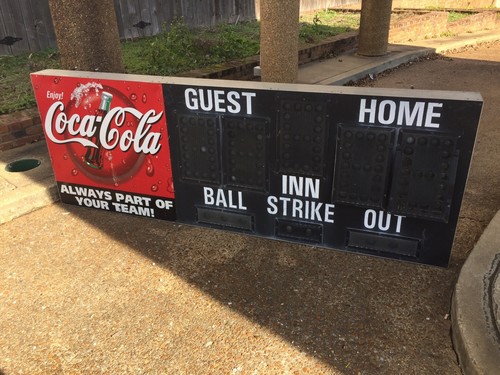 Enjoy!
Coca-Cola
ALWAYS PART OF
YOUR TEAM!
GUEST
HOME
INN
BALL
STRIKE
OUT